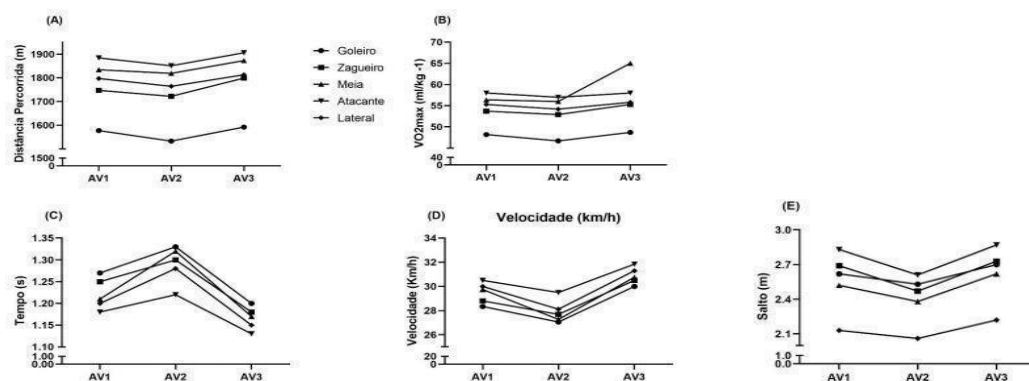 (A)
Distância Percorrida (m)
1900
1800
1700
1600
1500
0
AV1 AV2 AV3
Goleiro
Zagueiro
Meia
Atacante
Lateral
(B)
VO2max (ml/kg -1)
70
65
60
55
50
40
0
AV1 AV2 AV3
(C)
Tempo (s)
1.35
1.30
1.25
1.20
1.15
1.10
1.00
0.00
AV1 AV2 AV3
(D)
Velocidade (km/h)
Velocidade (Km/h)
34
32
30
28
26
20
0
AV1 AV2 AV3
(E)
Salto (m)
3.0
2.7
2.4
2.1
1.0
0.0
AV1 AV2 AV3